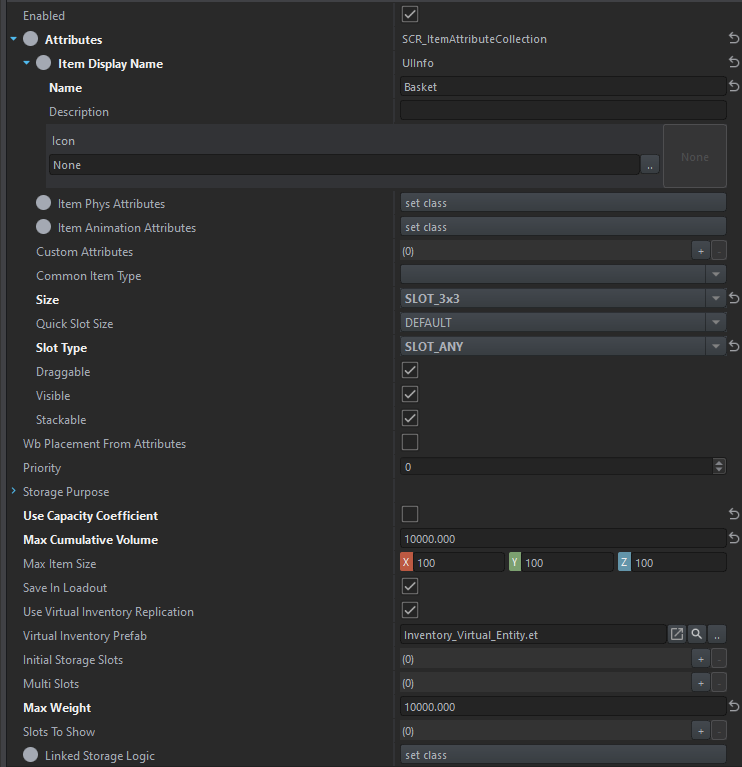 Enabled
Attributes SCR_ItemAttributeCollection
Item Display Name UIInfo
Name Basket
Description
Icon
None .. None
Item Phys Attributes set class
Item Animation Attributes set class
Custom Attributes (0) + -
Common Item Type
Size SLOT_3x3
Quick Slot Size DEFAULT
Slot Type SLOT_ANY
Draggable
Visible
Stackable
Wb Placement From Attributes
Priority 0
Storage Purpose
Use Capacity Coefficient
Max Cumulative Volume 10000.000
Max Item Size X 100 Y 100 Z 100
Save In Loadout
Use Virtual Inventory Replication
Virtual Inventory Prefab Inventory_Virtual_Entity.et ..
Initial Storage Slots (0) + -
Multi Slots (0) + -
Max Weight 10000.000
Slots To Show (0) + -
Linked Storage Logic set class